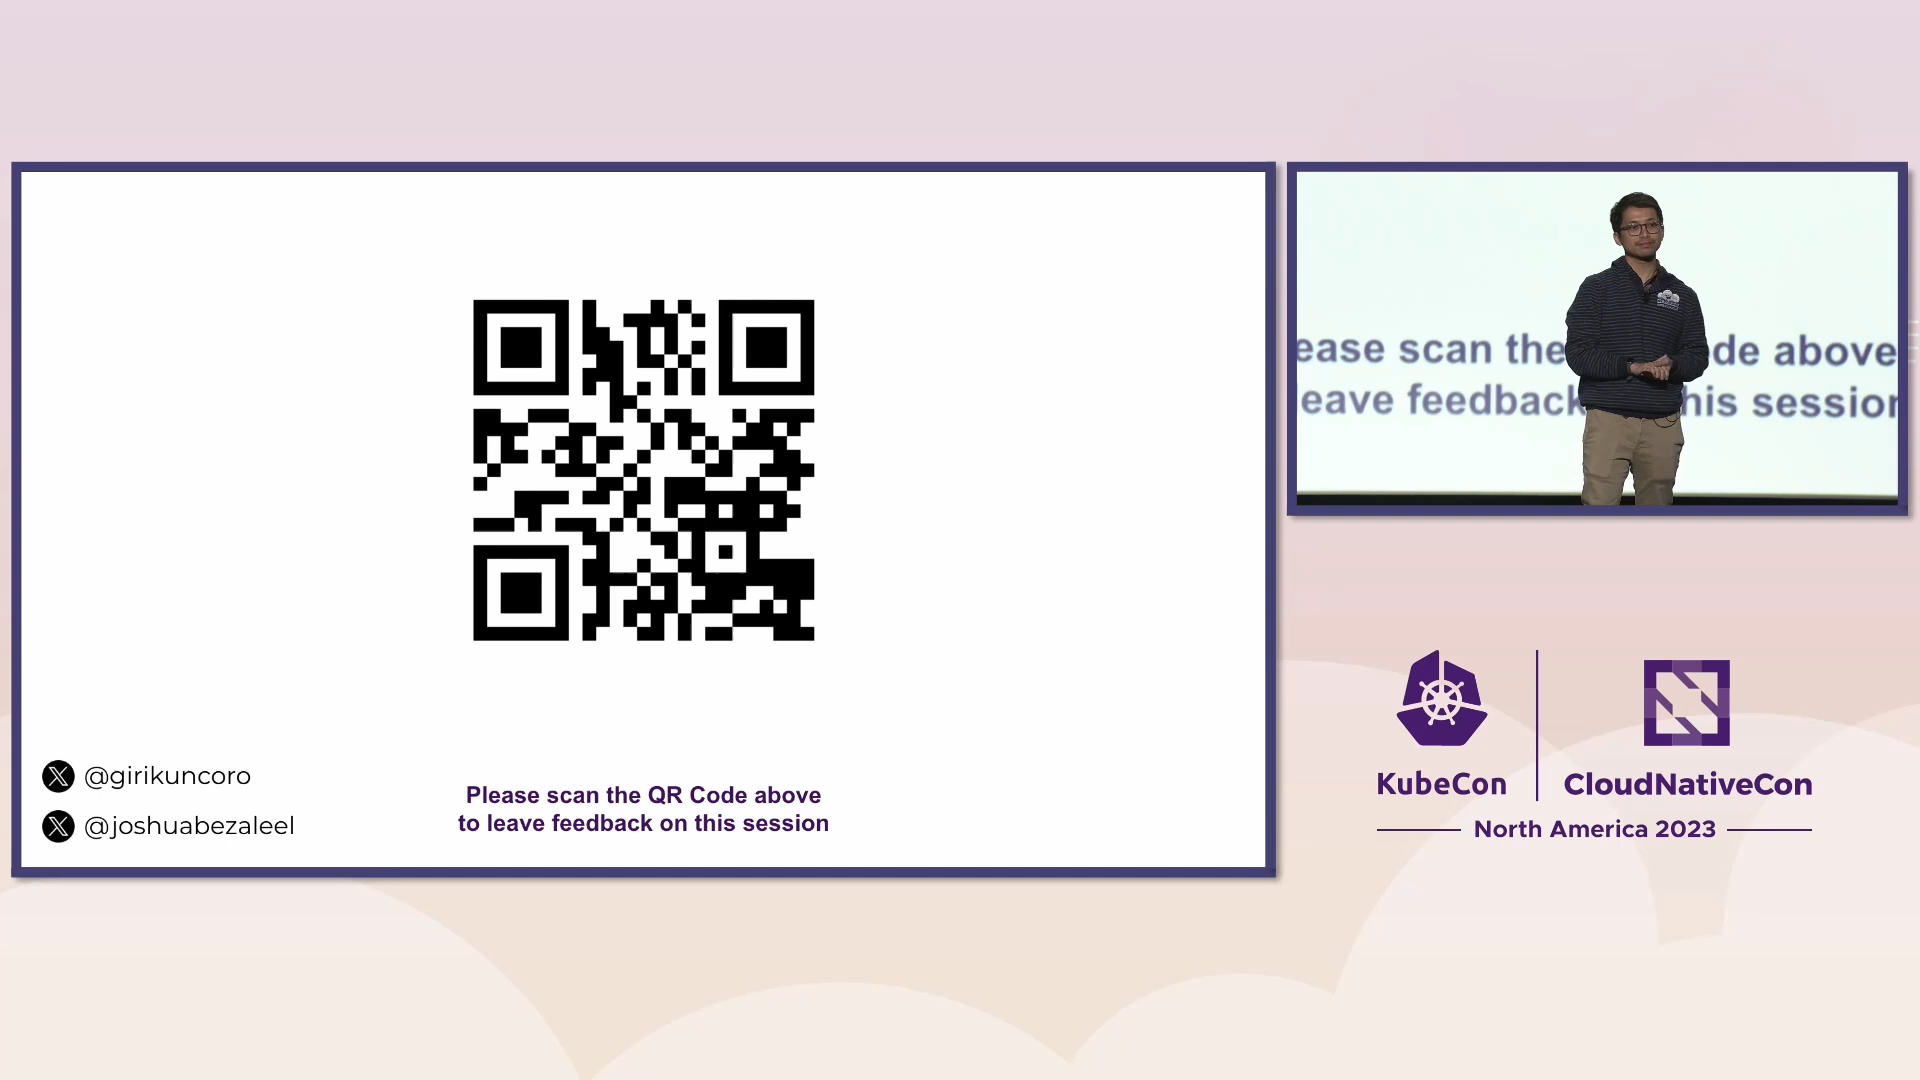 @girikuncoro
@joshuabezaleel
Please scan the QR Code above
to leave feedback on this session
ease scan the de above
leave feedback his session
KubeCon
CloudNativeCon
North America 2023